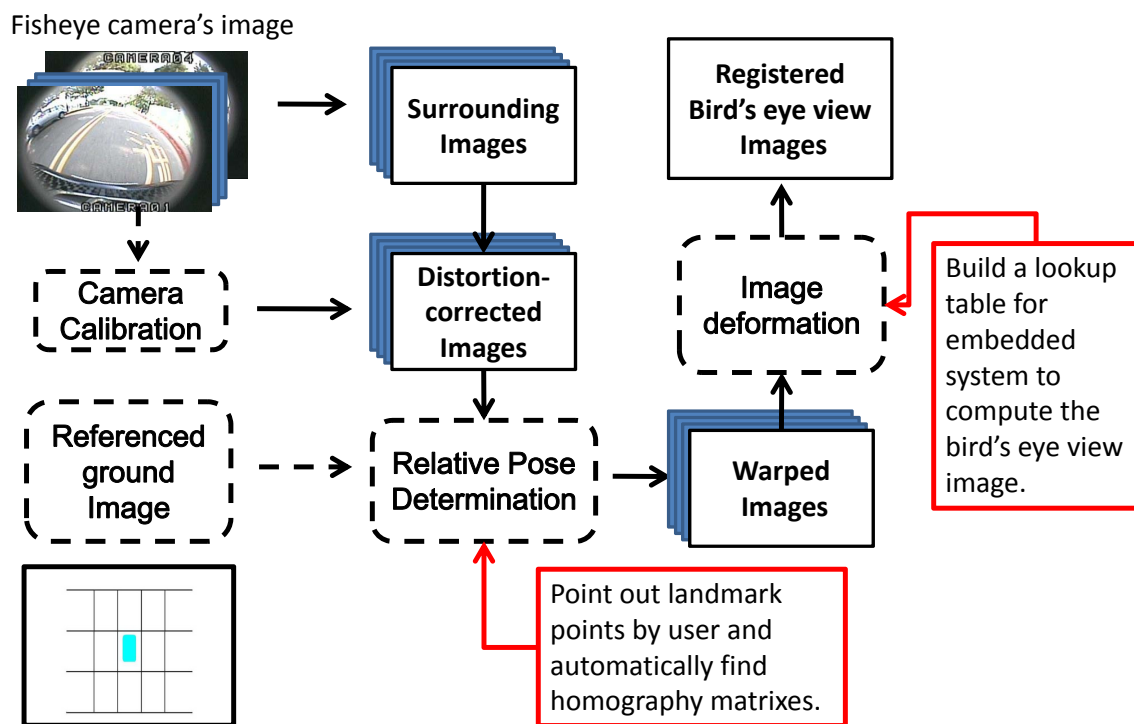 Fisheye camera's image
CAMERA04
CAMERA01
Surrounding
Images
Registered
Bird's eye view
Images
Camera
Calibration
Distortion-
corrected
Images
Image
deformation
Build a lookup
table for
embedded
system to
compute the
bird's eye view
image.
Referenced
ground
Image
Relative Pose
Determination
Warped
Images
Point out landmark
points by user and
automatically find
homography matrixes.